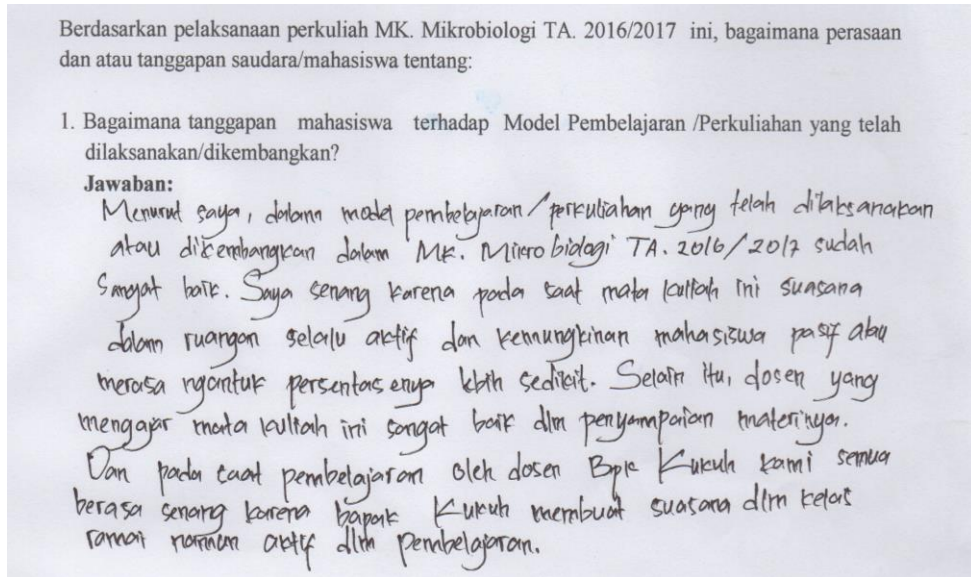 Berdasarkan pelaksanaan perkuliah MK. Mikrobiologi TA. 2016/2017 ini, bagaimana perasaan
dan atau tanggapan saudara/mahasiswa tentang:
1. Bagaimana tanggapan mahasiswa terhadap Model Pembelajaran /Perkuliahan yang telah
dilaksanakan/dikembangkan?
Jawaban:
Menurut saya, dalam model pembelajaran/perkuliahan yang telah dilaksanakan
atau dikembangkan dalam MK. Mikrobiologi TA. 2016/2017 sudah
Sangat baik. Saya senang karena pada saat mata kuliah ini suasana
dalam ruangan selalu aktif dan kemungkinan mahasiswa pasif atau
merasa ngantuk persentasenya lebih sedikit. Selain itu, dosen yang
mengajar mata kuliah ini sangat baik dlm penyampaian materinya.
Dan pada saat pembelajaran oleh dosen Bpk Kukuh kami semua
berasa senang karena bapak Kukuh membuat suasana dlm kelas
ramai namun aktif dlm pembelajaran.